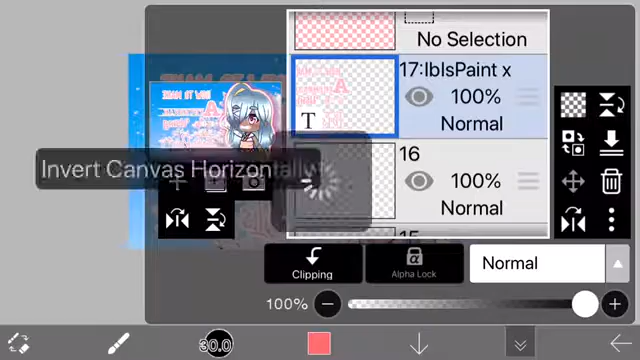 No Selection
17:IbIsPaint x
100%
Normal
T
16
100%
Normal
Invert Canvas Horizontally
Clipping
Alpha Lock
Normal
100%
30.0